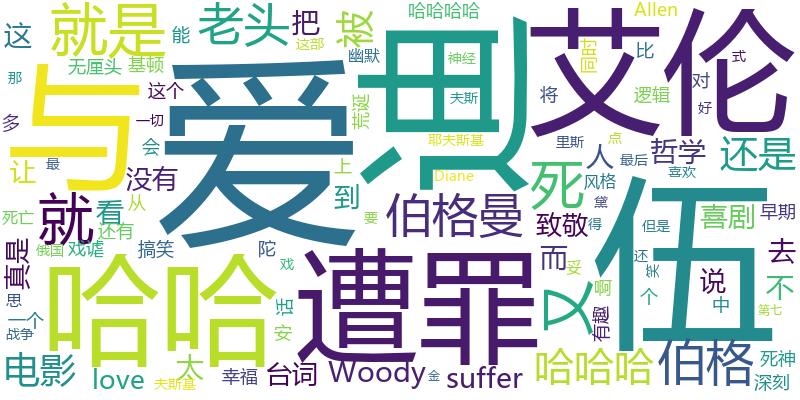 哈哈哈哈
Allen
这
就是
老头
把
这部
能
被
幽默
神经
夫斯
荒诞
耶夫斯基
Diane
同时
比
对
式
好
将
逻辑
艾伦
无厘头
基顿
那
多
这个
一切
会
与
爱
让
没有
最
从
死亡
看
还有
俄国
戏谑
搞笑
就
真是
思
战争
一个
陀
上
到
要
伯格曼
死
人
里斯
点
最后
喜欢
风格
黛
得
但是
哲学
还是
致敬
而
又
妥
啊
有趣
伍
还
笑
个
喜剧
早期
去
说
不
中
第七
哈哈
遭罪
戏
话
安
电影
love
夫斯基
太
幸福
台词
Woody
金
suffer
哈哈哈
伯格
死神
深刻